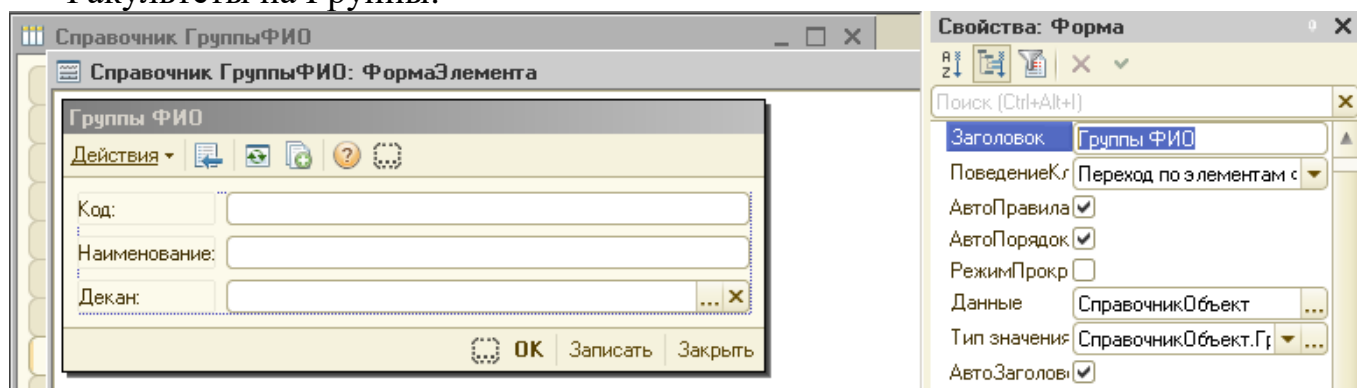 Факультеты на Группы.
Справочник ГруппыФИО
Справочник ГруппыФИО: ФормаЭлемента
Группы ФИО
Действия
Код:
Наименование:
Декан:
OK Записать Закрыть
Свойства: Форма
Поиск (Ctrl+Alt+I)
Заголовок Группы ФИО
ПоведениеКл Переход по элементам с
АвтоПравила
АвтоПорядок
РежимПрокр
Данные СправочникОбъект ...
Тип значения СправочникОбъект.Гр ...
АвтоЗаголов